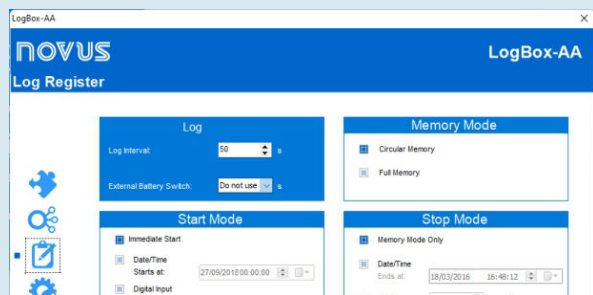 LogBox-AA
NOVUS
LogBox-AA
Log Register
Log
Log Interval:
50
s
External Battery Switch:
Do not use
s
Memory Mode
Circular Memory
Full Memory
Start Mode
Immediate Start
Date/Time
Starts at:
27/09/2018 00:00:00
Digital Input
Stop Mode
Memory Mode Only
Date/Time
Ends at:
18/03/2016 16:48:12